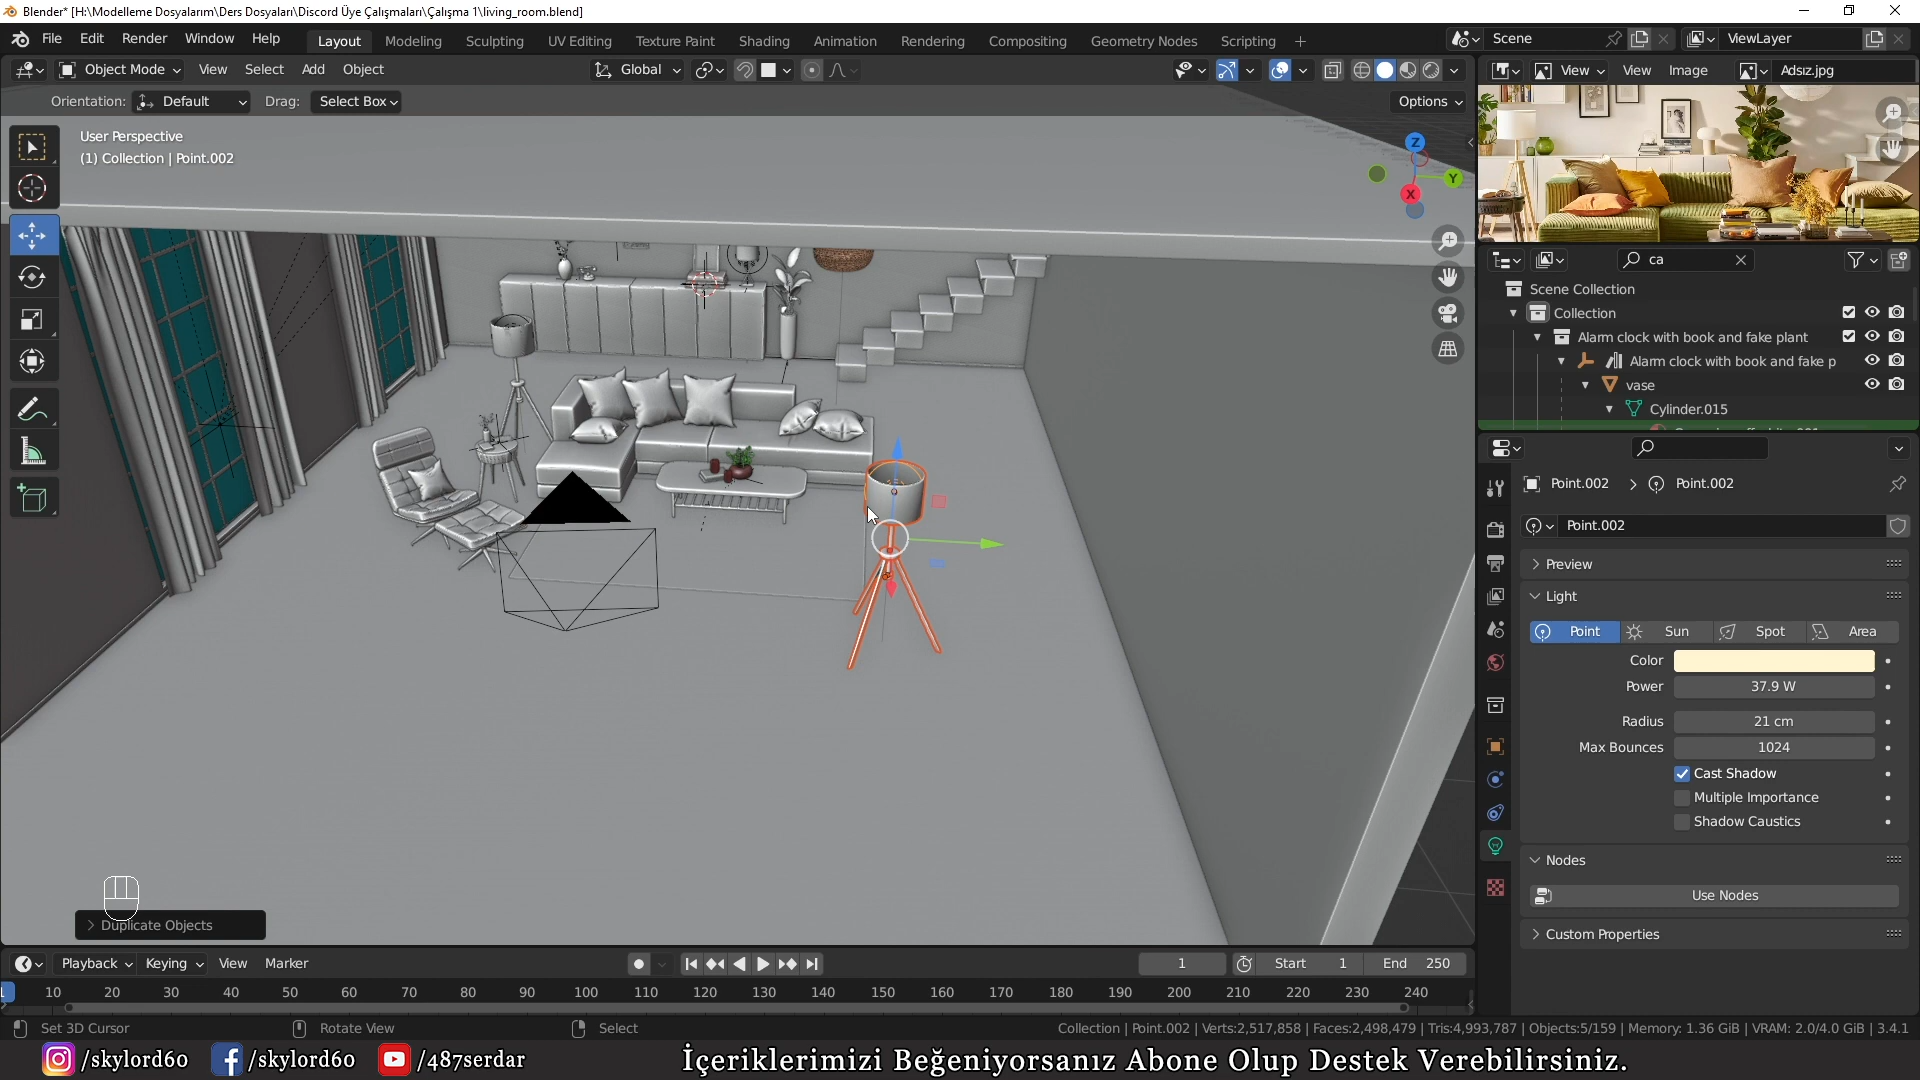 Blender* [H:\Modelleme Dosyalarım\Ders Dosyaları\Discord Üye Çalışmaları\Çalışma 1\living_room.blend]
File Edit Render Window Help
Layout Modeling Sculpting UV Editing Texture Paint Shading Animation Rendering Compositing Geometry Nodes Scripting +
Scene
ViewLayer
Object Mode View Select Add Object
Global
View View Image Adsız.jpg
Orientation: Default Drag: Select Box
Options
User Perspective
(1) Collection | Point.002
Z
Y
X
ca
Scene Collection
Collection
Alarm clock with book and fake plant
Alarm clock with book and fake p
vase
Cylinder.015
Point.002 > Point.002
Point.002
Preview
Light
Point Sun Spot Area
Color
Power 37.9 W
Radius 21 cm
Max Bounces 1024
Cast Shadow
Multiple Importance
Shadow Caustics
Nodes
Use Nodes
Custom Properties
Duplicate Objects
Playback Keying View Marker
1
Start 1 End 250
1 10 20 30 40 50 60 70 80 90 100 110 120 130 140 150 160 170 180 190 200 210 220 230 240
Set 3D Cursor Rotate View Select
Collection | Point.002 | Verts:2,517,858 | Faces:2,498,479 | Tris:4,993,787 | Objects:5/159 | Memory: 1.36 GiB | VRAM: 2.0/4.0 GiB | 3.4.1
/skylord60 /skylord60 /487serdar
İçeriklerimizi Beğeniyorsanız Abone Olup Destek Verebilirsiniz.